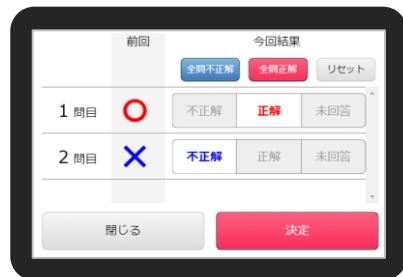 前回 今回結果
全問不正解 全問正解 リセット
1 問目 不正解 正解 未回答
2 問目 不正解 正解 未回答
閉じる 決定